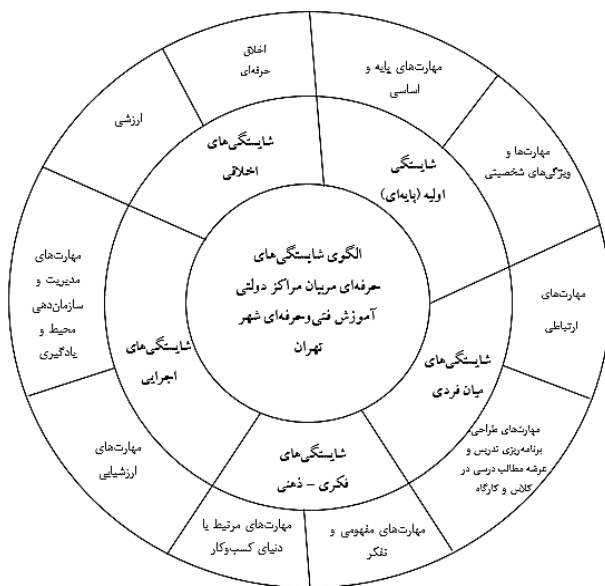 الگوی شایستگی‌های
حرفه‌ای مربیان مراکز دولتی
آموزش فنی‌وحرفه‌ای شهر
تهران
شایستگی
اولیه (پایه‌ای)
شایستگی‌های
میان فردی
شایستگی‌های
فکری - ذهنی
شایستگی‌های
اجرایی
شایستگی‌های
اخلاقی
مهارت‌های پایه و
اساسی
مهارت‌ها و
ویژگی‌های شخصیتی
مهارت‌های
ارتباطی
مهارت‌های طراحی،
برنامه‌ریزی تدریس و
عرضه مطالب درسی در
کلاس و کارگاه
مهارت‌های مفهومی و
تفکر
مهارت‌های مرتبط یا
دنیای کسب‌وکار
مهارت‌های
ارزشیابی
مهارت‌های
مدیریت و
سازمان‌دهی
محیط و
یادگیری
ارزشی
اخلاق
حرفه‌ای